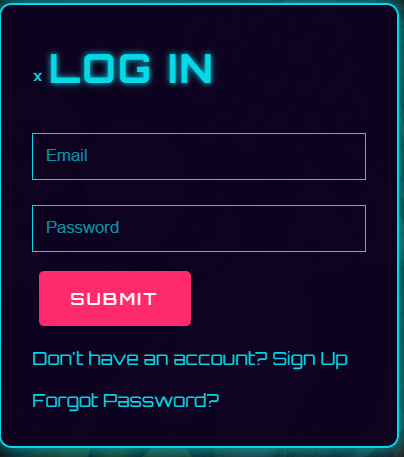 x LOG IN
Email
Password
SUBMIT
Don't have an account? Sign Up
Forgot Password?